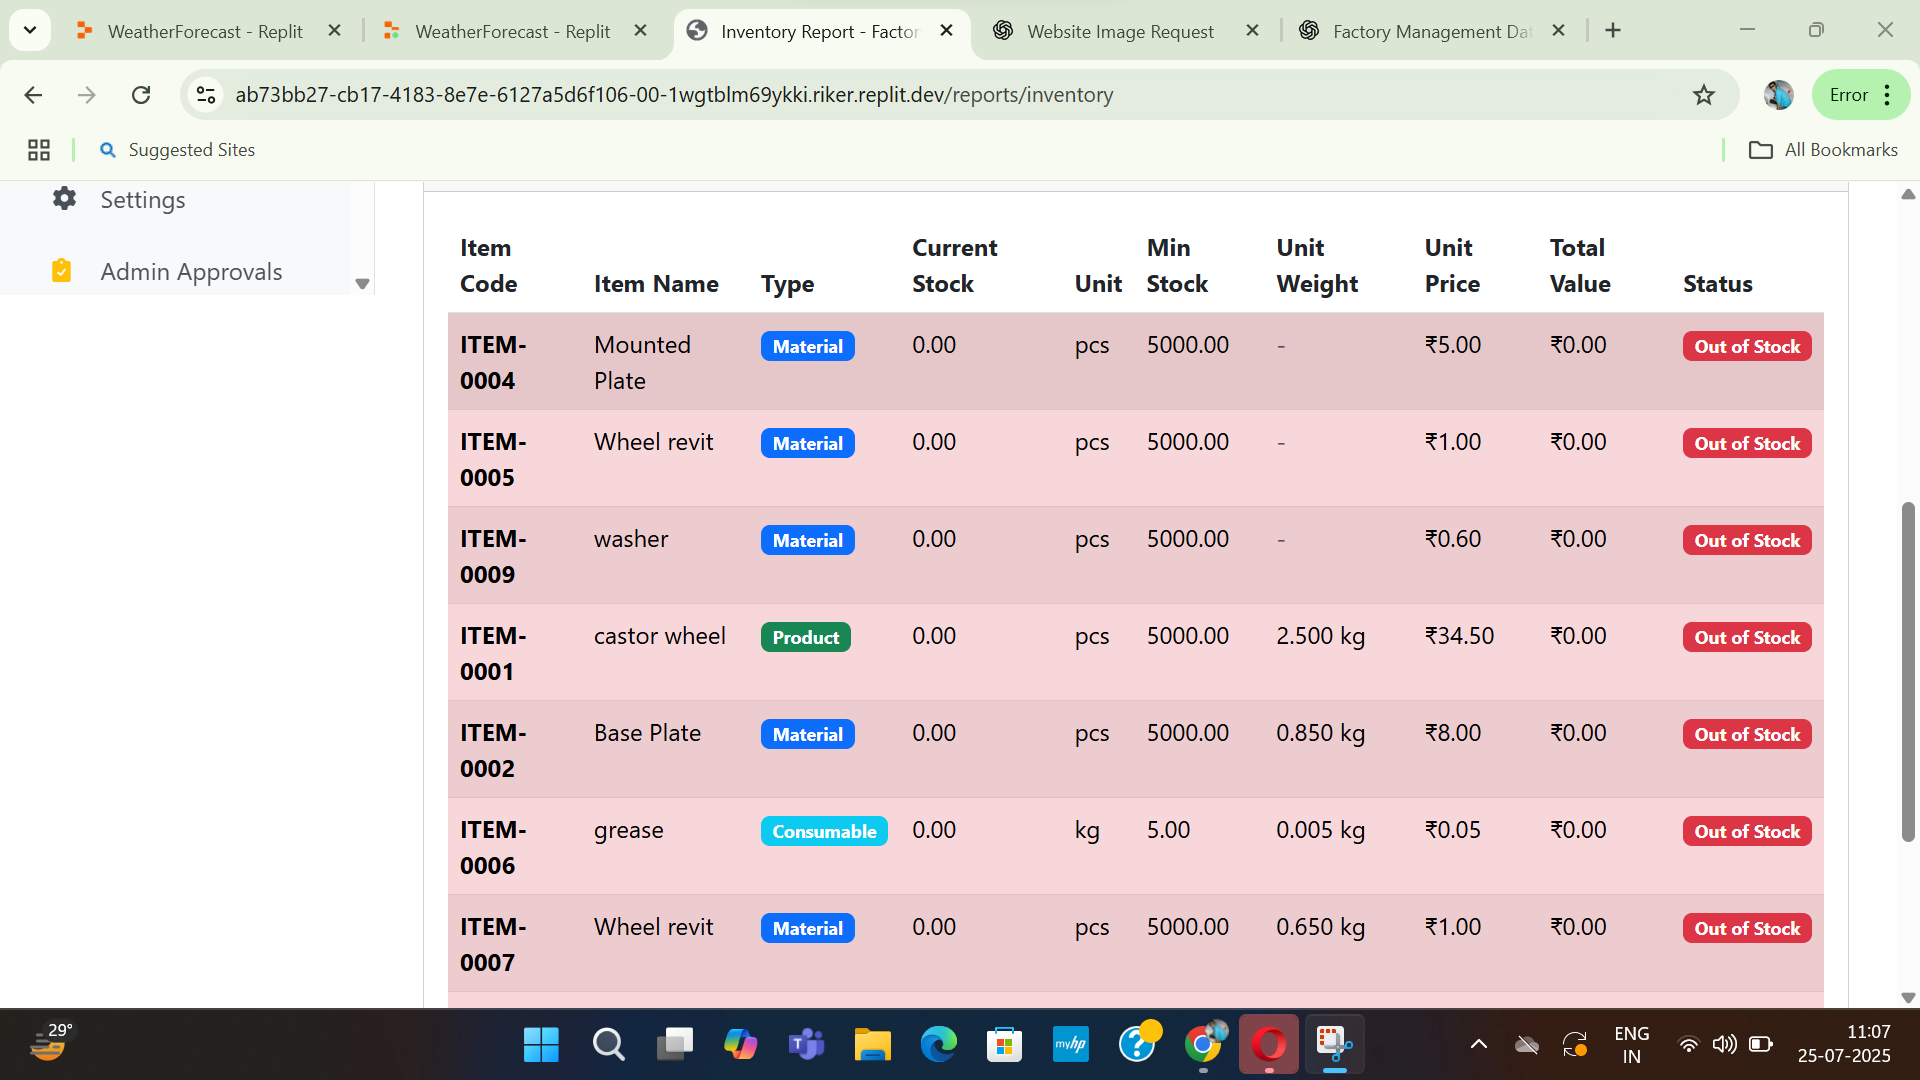 WeatherForecast - Replit
WeatherForecast - Replit
Inventory Report - Factor
Website Image Request
Factory Management Dat
ab73bb27-cb17-4183-8e7e-6127a5d6f106-00-1wgtblm69ykki.riker.replit.dev/reports/inventory
Error
Suggested Sites
All Bookmarks
Settings
Admin Approvals
Item Code Item Name Type Current Stock Unit Min Stock Unit Weight Unit Price Total Value Status
ITEM-0004 Mounted Plate Material 0.00 pcs 5000.00 - ₹5.00 ₹0.00 Out of Stock
ITEM-0005 Wheel revit Material 0.00 pcs 5000.00 - ₹1.00 ₹0.00 Out of Stock
ITEM-0009 washer Material 0.00 pcs 5000.00 - ₹0.60 ₹0.00 Out of Stock
ITEM-0001 castor wheel Product 0.00 pcs 5000.00 2.500 kg ₹34.50 ₹0.00 Out of Stock
ITEM-0002 Base Plate Material 0.00 pcs 5000.00 0.850 kg ₹8.00 ₹0.00 Out of Stock
ITEM-0006 grease Consumable 0.00 kg 5.00 0.005 kg ₹0.05 ₹0.00 Out of Stock
ITEM-0007 Wheel revit Material 0.00 pcs 5000.00 0.650 kg ₹1.00 ₹0.00 Out of Stock
29°
myhp
ENG
IN
11:07
25-07-2025